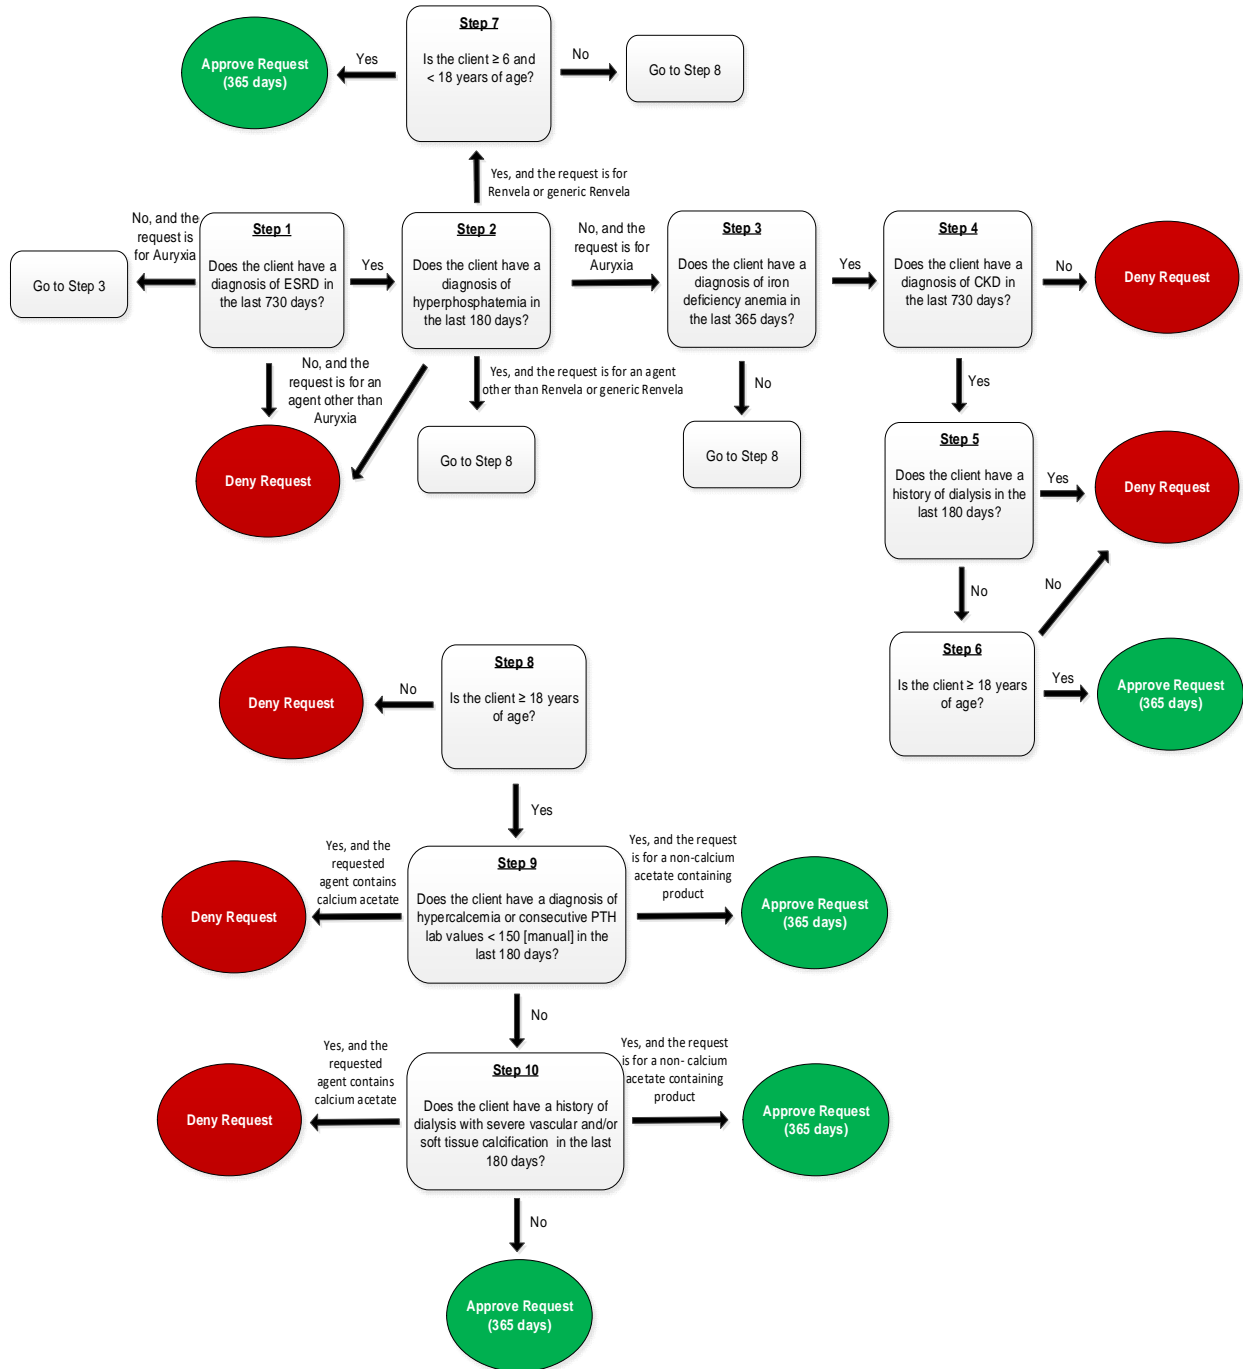 Step 7
Is the client ≥ 6 and
< 18 years of age?
Yes
Approve Request
(365 days)
No
Go to Step 8
Yes, and the request is for
Renvela or generic Renvela
No, and the
request is
for Auryxia
Go to Step 3
Step 1
Does the client have a
diagnosis of ESRD in
the last 730 days?
Yes
Step 2
Does the client have a
diagnosis of
hyperphosphatemia in
the last 180 days?
No, and the
request is for
Auryxia
Step 3
Does the client have a
diagnosis of iron
deficiency anemia in
the last 365 days?
Yes
Step 4
Does the client have a
diagnosis of CKD in
the last 730 days?
No
Deny Request
No, and the
request is for an
agent other than
Auryxia
Deny Request
Yes, and the request is for an agent
other than Renvela or generic Renvela
Go to Step 8
No
Go to Step 8
Yes
Step 5
Does the client have a
history of dialysis in the
last 180 days?
Yes
Deny Request
No
No
Step 6
Is the client ≥ 18 years
of age?
Yes
Approve Request
(365 days)
Step 8
Is the client ≥ 18 years
of age?
No
Deny Request
Yes
Step 9
Does the client have a diagnosis of
hypercalcemia or consecutive PTH
lab values < 150 [manual] in the
last 180 days?
Yes, and the
requested
agent contains
calcium acetate
Deny Request
Yes, and the request
is for a non-calcium
acetate containing
product
Approve Request
(365 days)
No
Step 10
Does the client have a history of
dialysis with severe vascular and/or
soft tissue calcification in the last
180 days?
Yes, and the
requested
agent contains
calcium acetate
Deny Request
Yes, and the request
is for a non- calcium
acetate containing
product
Approve Request
(365 days)
No
Approve Request
(365 days)